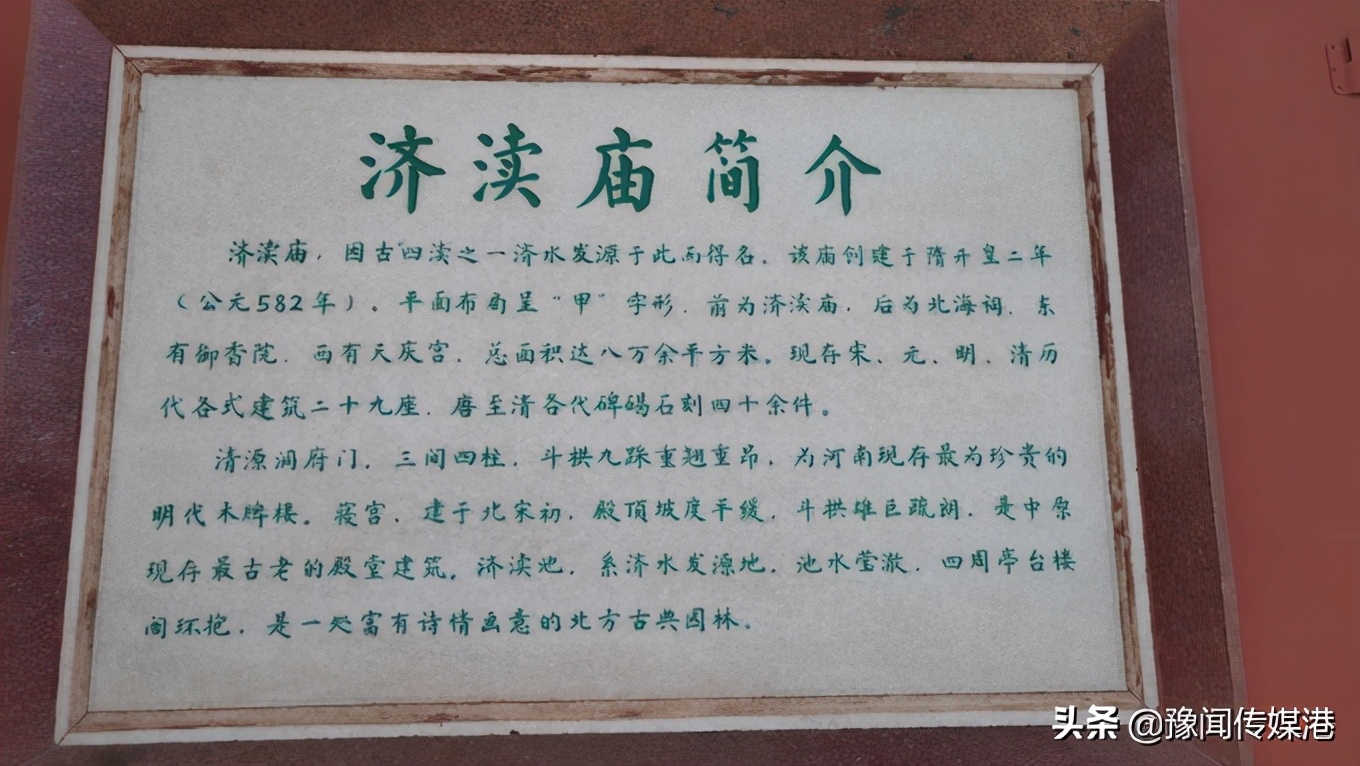 济渎庙简介
济渎庙，因古四渎之一济水发源于此而得名。该庙创建于隋开皇二年
（公元582年）。平面布局呈“甲”字形，前为济渎庙，后为北海祠，东
有御香院，西有天庆宫，总面积达八万余平方米。现存宋、元、明、清历
代各式建筑二十九座，唐至清各代碑碣石刻四十余件。
清源洞府门，三间四柱，斗拱九踩重翘重昂，为河南现存最为珍贵的
明代木牌楼。寝宫，建于北宋初，殿頂坡度平缓，斗拱雄巨疏朗，是中原
现存最古老的殿堂建筑。济渎池，系济水发源地，池水莹澈，四周亭台楼
阁环抱，是一处富有诗情画意的北方古典园林。
头条 @豫闻传媒港